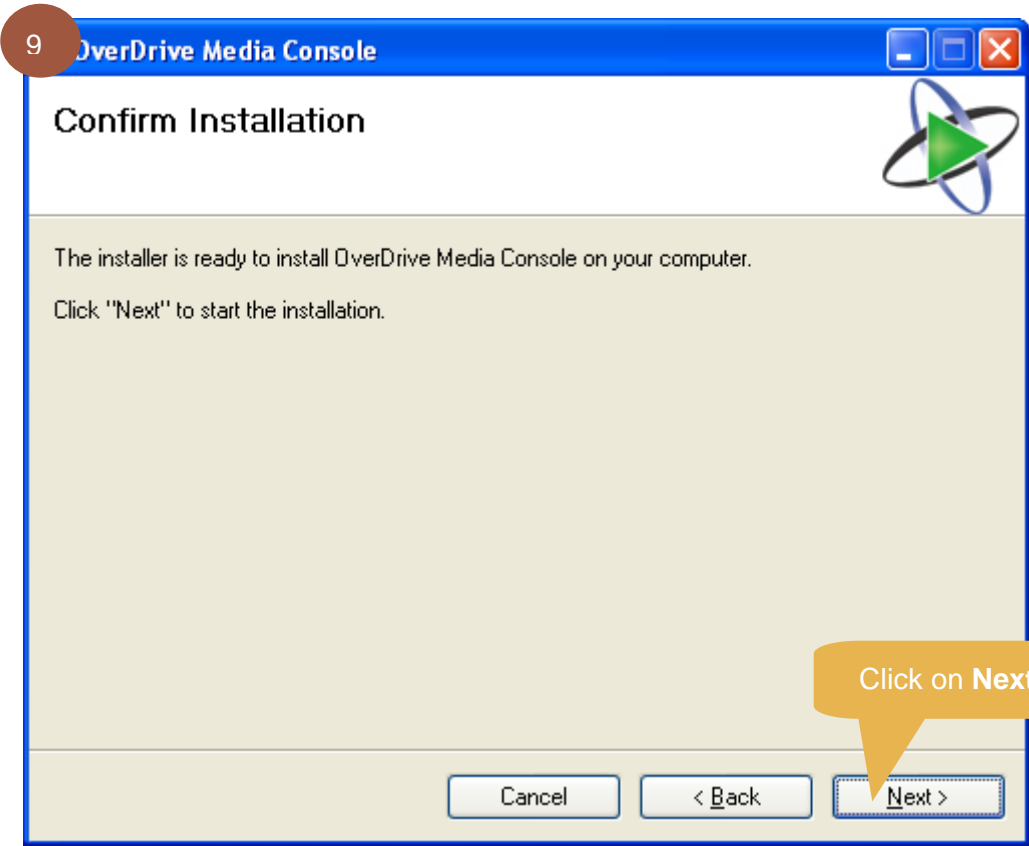 9
OverDrive Media Console
Confirm Installation
The installer is ready to install OverDrive Media Console on your computer.
Click "Next" to start the installation.
Click on Next
Cancel
< Back
Next >